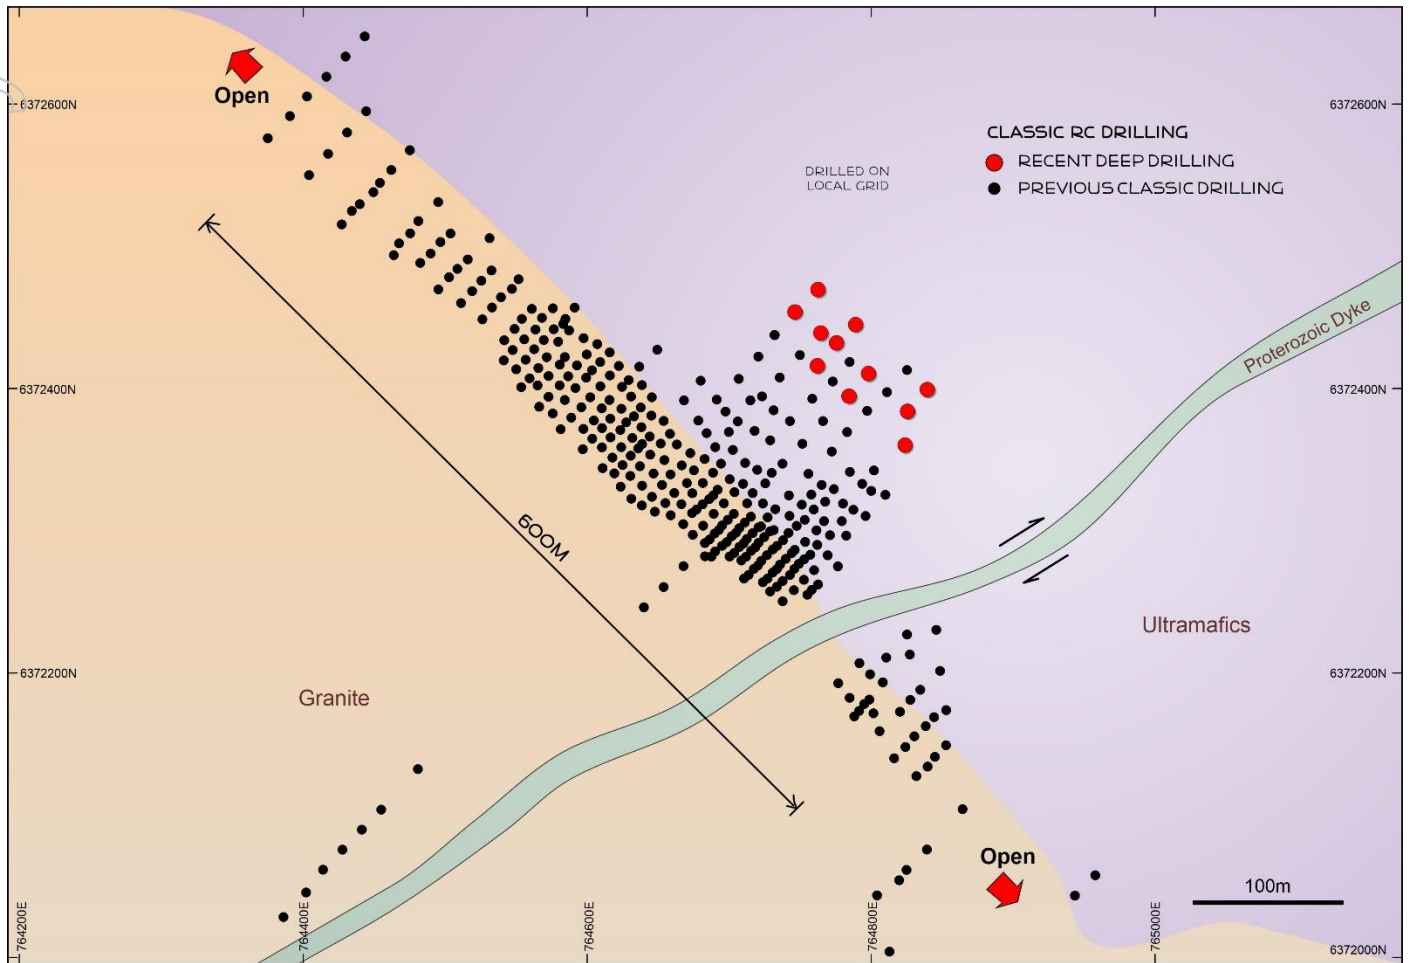 Open
6372600N
6372600N
CLASSIC RC DRILLING
RECENT DEEP DRILLING
PREVIOUS CLASSIC DRILLING
DRILLED ON
LOCAL GRID
Proterozoic Dyke
6372400N
6372400N
600M
Ultramafics
6372200N
6372200N
Granite
Open
100m
764200E
764400E
764600E
764800E
765000E
6372000N